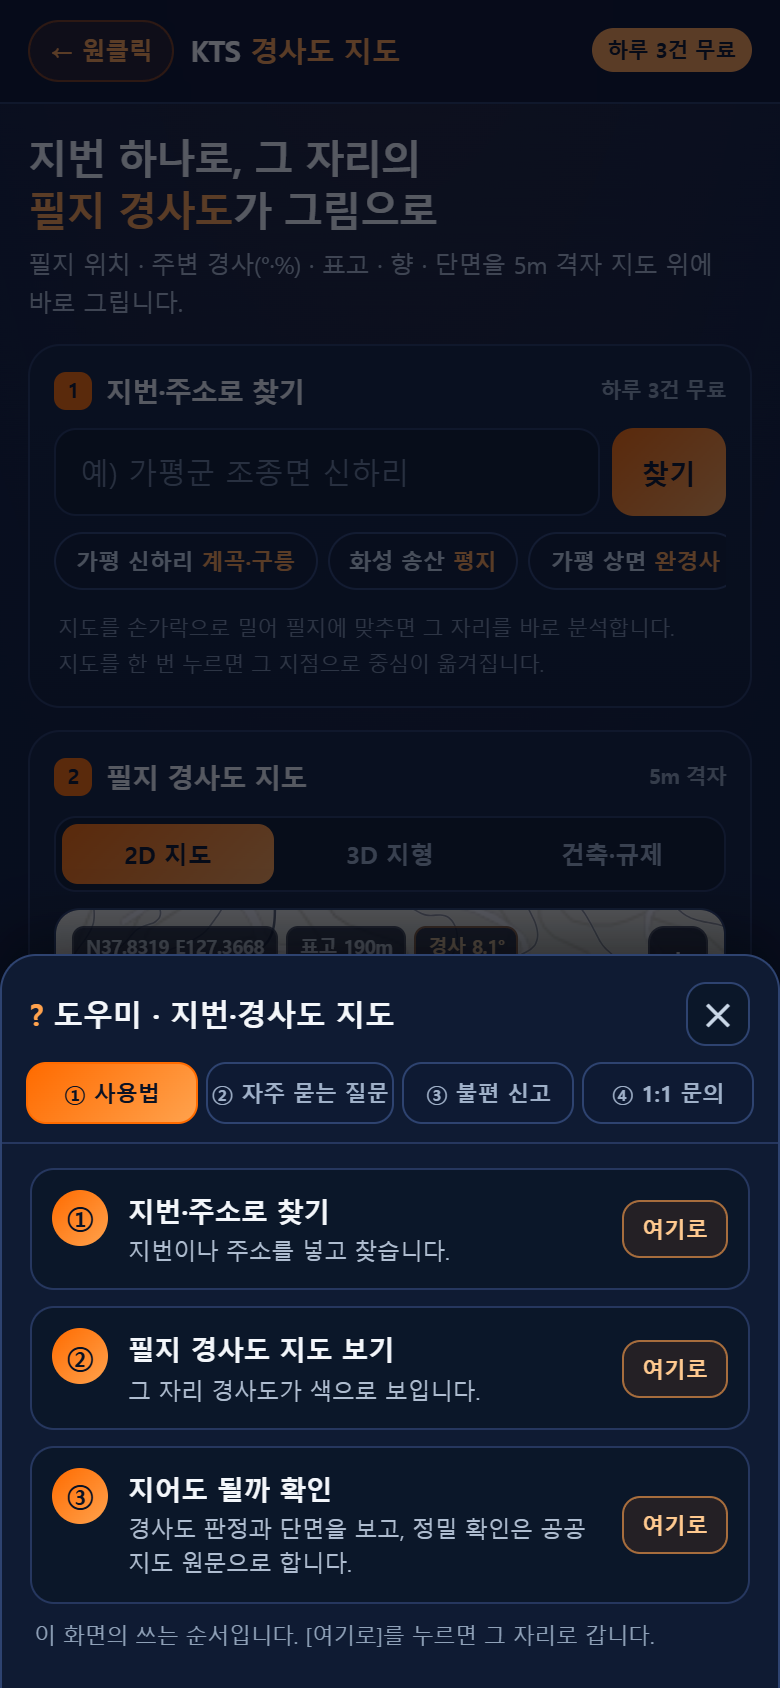 ← 원클릭
KTS 경사도 지도
하루 3건 무료
지번 하나로, 그 자리의
필지 경사도가 그림으로
필지 위치 · 주변 경사(°·%) · 표고 · 향 · 단면을 5m 격자 지도 위에
바로 그립니다.
1 지번·주소로 찾기
하루 3건 무료
예) 가평군 조종면 신하리
찾기
가평 신하리 계곡·구릉
화성 송산 평지
가평 상면 완경사
지도를 손가락으로 밀어 필지에 맞추면 그 자리를 바로 분석합니다.
지도를 한 번 누르면 그 지점으로 중심이 옮겨집니다.
2 필지 경사도 지도
5m 격자
2D 지도
3D 지형
건축·규제
N37.8319 E127.3668
표고 190m
경사 8.1°
? 도우미 · 지번·경사도 지도
① 사용법
② 자주 묻는 질문
③ 불편 신고
④ 1:1 문의
① 지번·주소로 찾기
지번이나 주소를 넣고 찾습니다.
여기로
② 필지 경사도 지도 보기
그 자리 경사도가 색으로 보입니다.
여기로
③ 지어도 될까 확인
경사도 판정과 단면을 보고, 정밀 확인은 공공
지도 원문으로 합니다.
여기로
이 화면의 쓰는 순서입니다. [여기로]를 누르면 그 자리로 갑니다.